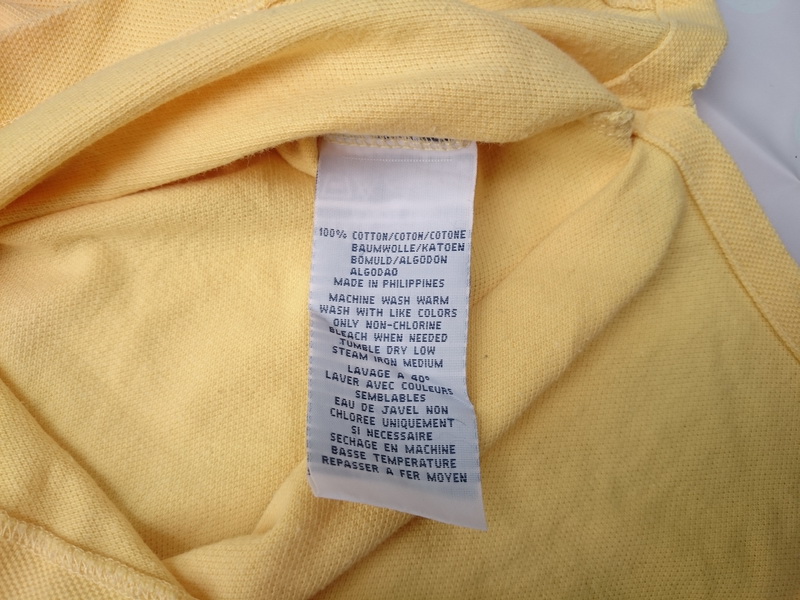 100% COTTON/COTON/COTONE
BAUMWOLLE/KATOEN
BOMULD/ALGODON
ALGODAO
MADE IN PHILIPPINES
MACHINE WASH WARM
WASH WITH LIKE COLORS
ONLY NON-CHLORINE
BLEACH WHEN NEEDED
TUMBLE DRY LOW
STEAM IRON MEDIUM
LAVAGE A 40°
LAVER AVEC COULEURS
SEMBLABLES
EAU DE JAVEL NON
CHLOREE UNIQUEMENT
SI NECESSAIRE
SECHAGE EN MACHINE
BASSE TEMPERATURE
REPASSER A FER MOYEN